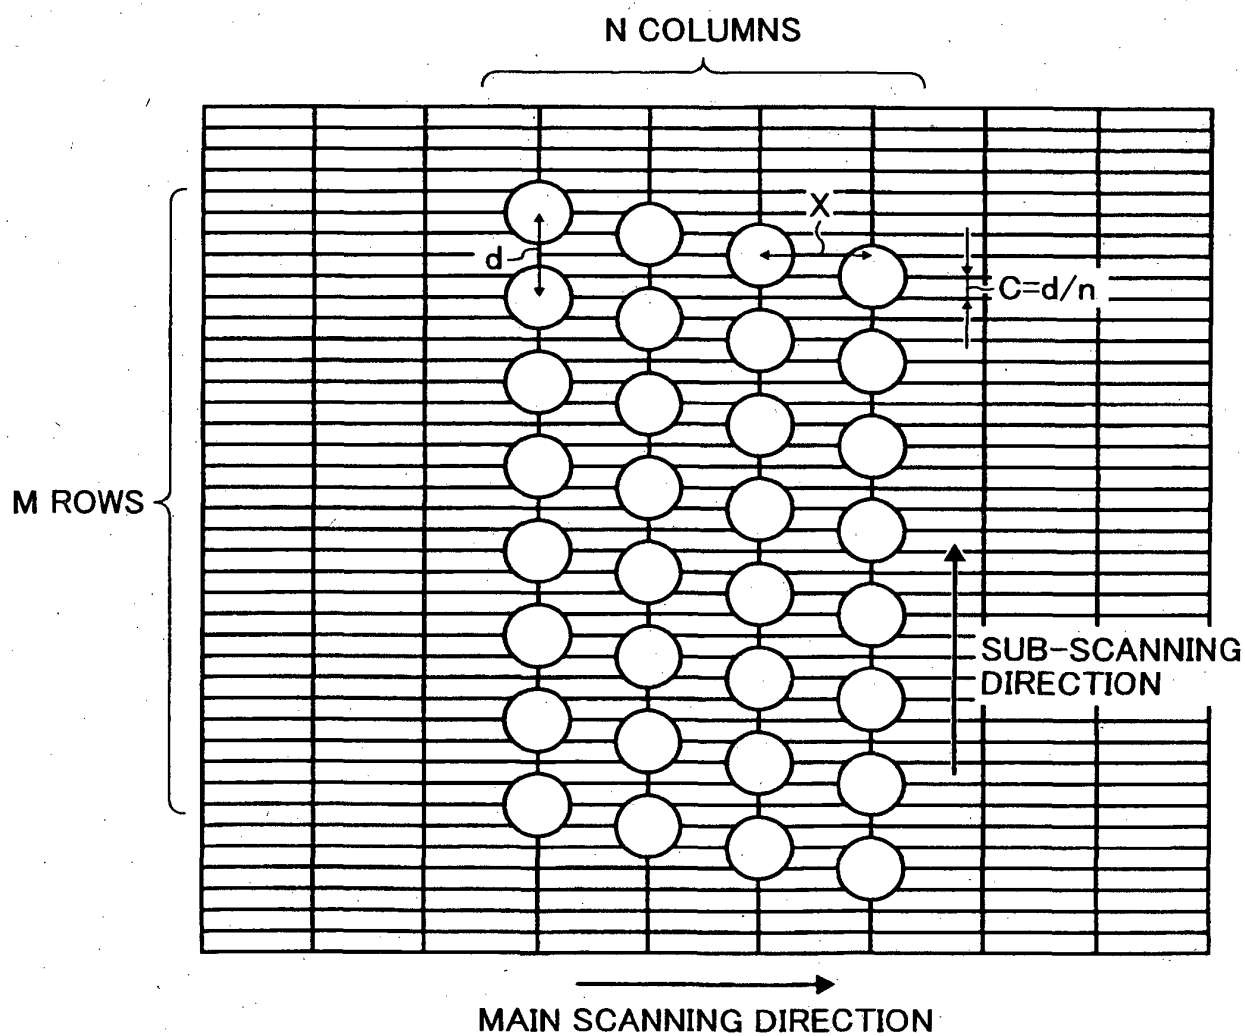 N COLUMNS
X
d
C=d/n
M ROWS
SUB-SCANNING
DIRECTION
MAIN SCANNING DIRECTION